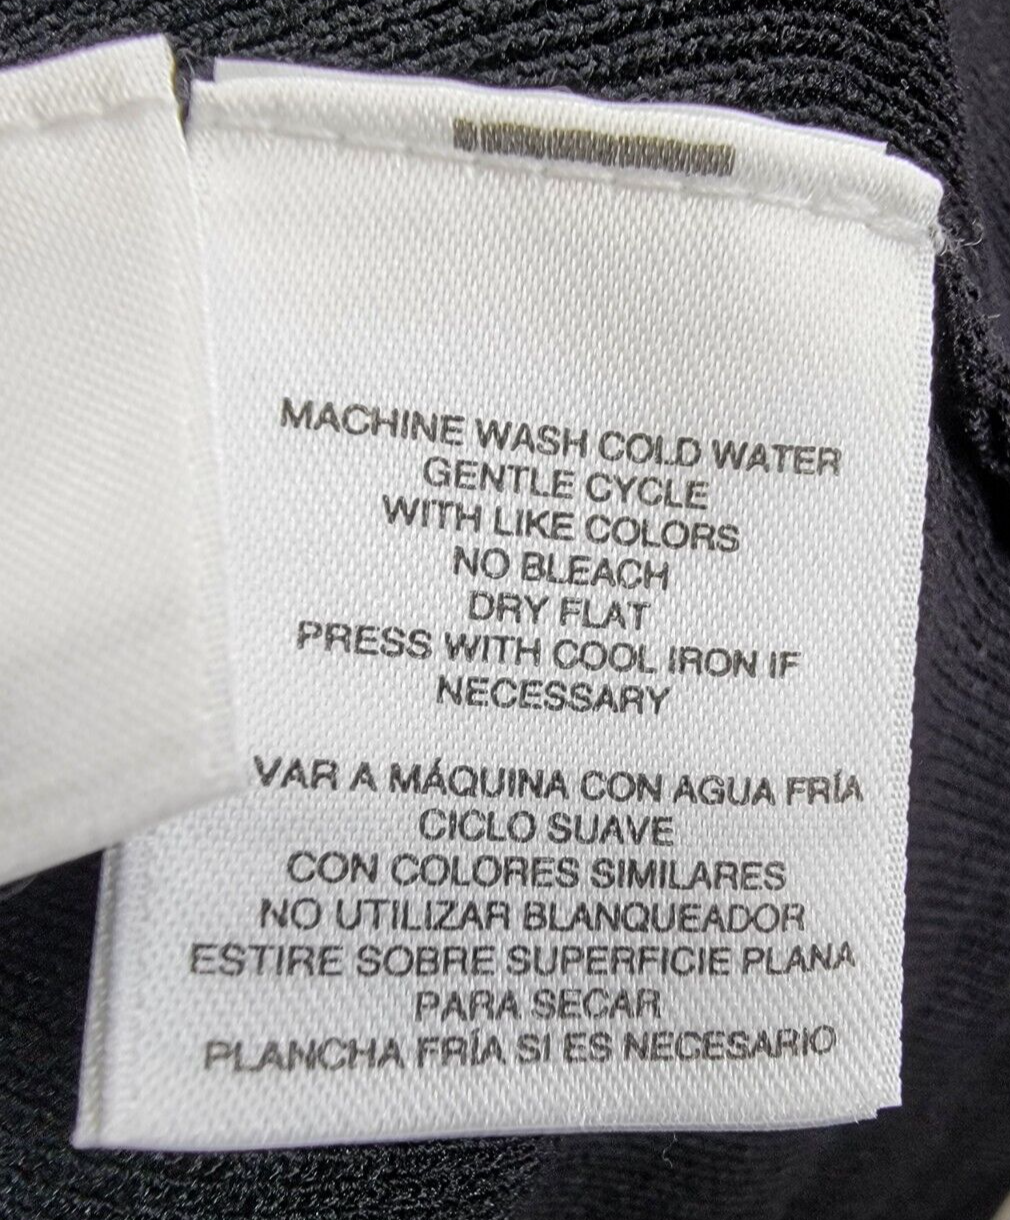 MACHINE WASH COLD WATER
GENTLE CYCLE
WITH LIKE COLORS
NO BLEACH
DRY FLAT
PRESS WITH COOL IRON IF
NECESSARY
VAR A MÁQUINA CON AGUA FRÍA
CICLO SUAVE
CON COLORES SIMILARES
NO UTILIZAR BLANQUEADOR
ESTIRE SOBRE SUPERFICIE PLANA
PARA SECAR
PLANCHA FRÍA SI ES NECESARIO